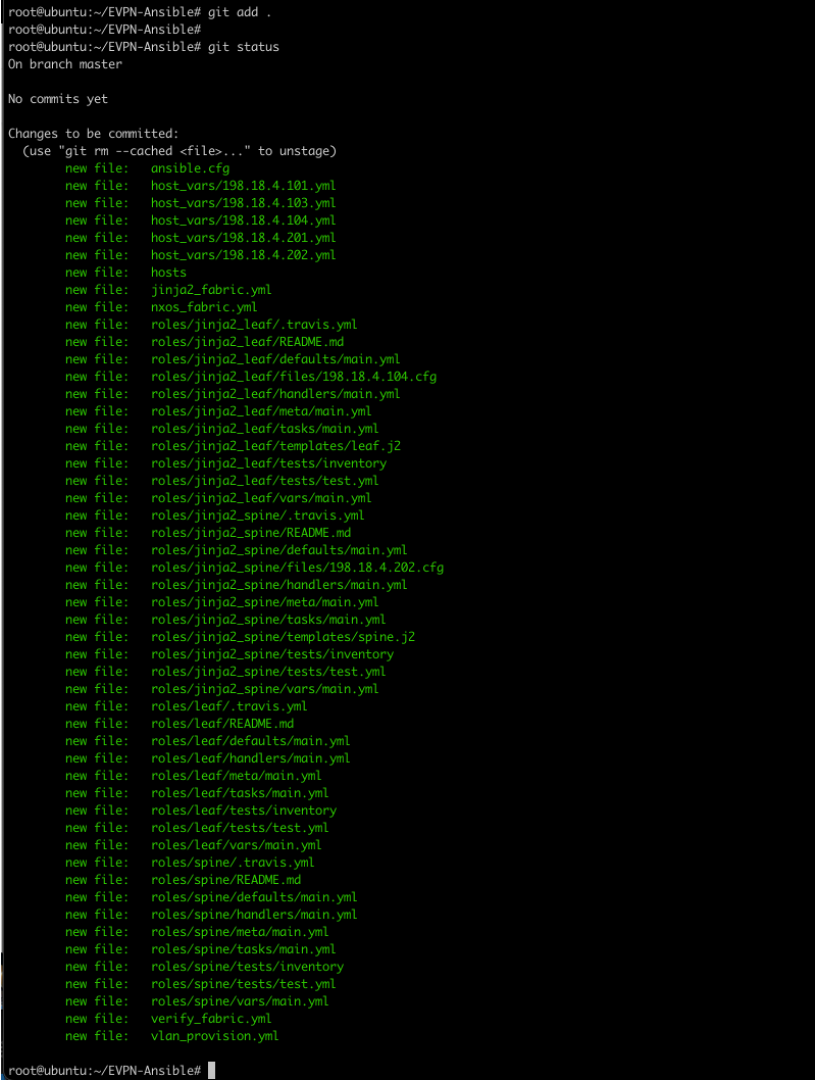 root@ubuntu:~/EVPN-Ansible# git add .
root@ubuntu:~/EVPN-Ansible#
root@ubuntu:~/EVPN-Ansible# git status
On branch master
No commits yet
Changes to be committed:
  (use "git rm --cached <file>..." to unstage)
        new file:   ansible.cfg
        new file:   host_vars/198.18.4.101.yml
        new file:   host_vars/198.18.4.103.yml
        new file:   host_vars/198.18.4.104.yml
        new file:   host_vars/198.18.4.201.yml
        new file:   host_vars/198.18.4.202.yml
        new file:   hosts
        new file:   jinja2_fabric.yml
        new file:   nxos_fabric.yml
        new file:   roles/jinja2_leaf/.travis.yml
        new file:   roles/jinja2_leaf/README.md
        new file:   roles/jinja2_leaf/defaults/main.yml
        new file:   roles/jinja2_leaf/files/198.18.4.104.cfg
        new file:   roles/jinja2_leaf/handlers/main.yml
        new file:   roles/jinja2_leaf/meta/main.yml
        new file:   roles/jinja2_leaf/tasks/main.yml
        new file:   roles/jinja2_leaf/templates/leaf.j2
        new file:   roles/jinja2_leaf/tests/inventory
        new file:   roles/jinja2_leaf/tests/test.yml
        new file:   roles/jinja2_leaf/vars/main.yml
        new file:   roles/jinja2_spine/.travis.yml
        new file:   roles/jinja2_spine/README.md
        new file:   roles/jinja2_spine/defaults/main.yml
        new file:   roles/jinja2_spine/files/198.18.4.202.cfg
        new file:   roles/jinja2_spine/handlers/main.yml
        new file:   roles/jinja2_spine/meta/main.yml
        new file:   roles/jinja2_spine/tasks/main.yml
        new file:   roles/jinja2_spine/templates/spine.j2
        new file:   roles/jinja2_spine/tests/inventory
        new file:   roles/jinja2_spine/tests/test.yml
        new file:   roles/jinja2_spine/vars/main.yml
        new file:   roles/leaf/.travis.yml
        new file:   roles/leaf/README.md
        new file:   roles/leaf/defaults/main.yml
        new file:   roles/leaf/handlers/main.yml
        new file:   roles/leaf/meta/main.yml
        new file:   roles/leaf/tasks/main.yml
        new file:   roles/leaf/tests/inventory
        new file:   roles/leaf/tests/test.yml
        new file:   roles/leaf/vars/main.yml
        new file:   roles/spine/.travis.yml
        new file:   roles/spine/README.md
        new file:   roles/spine/defaults/main.yml
        new file:   roles/spine/handlers/main.yml
        new file:   roles/spine/meta/main.yml
        new file:   roles/spine/tasks/main.yml
        new file:   roles/spine/tests/inventory
        new file:   roles/spine/tests/test.yml
        new file:   roles/spine/vars/main.yml
        new file:   verify_fabric.yml
        new file:   vlan_provision.yml
root@ubuntu:~/EVPN-Ansible#